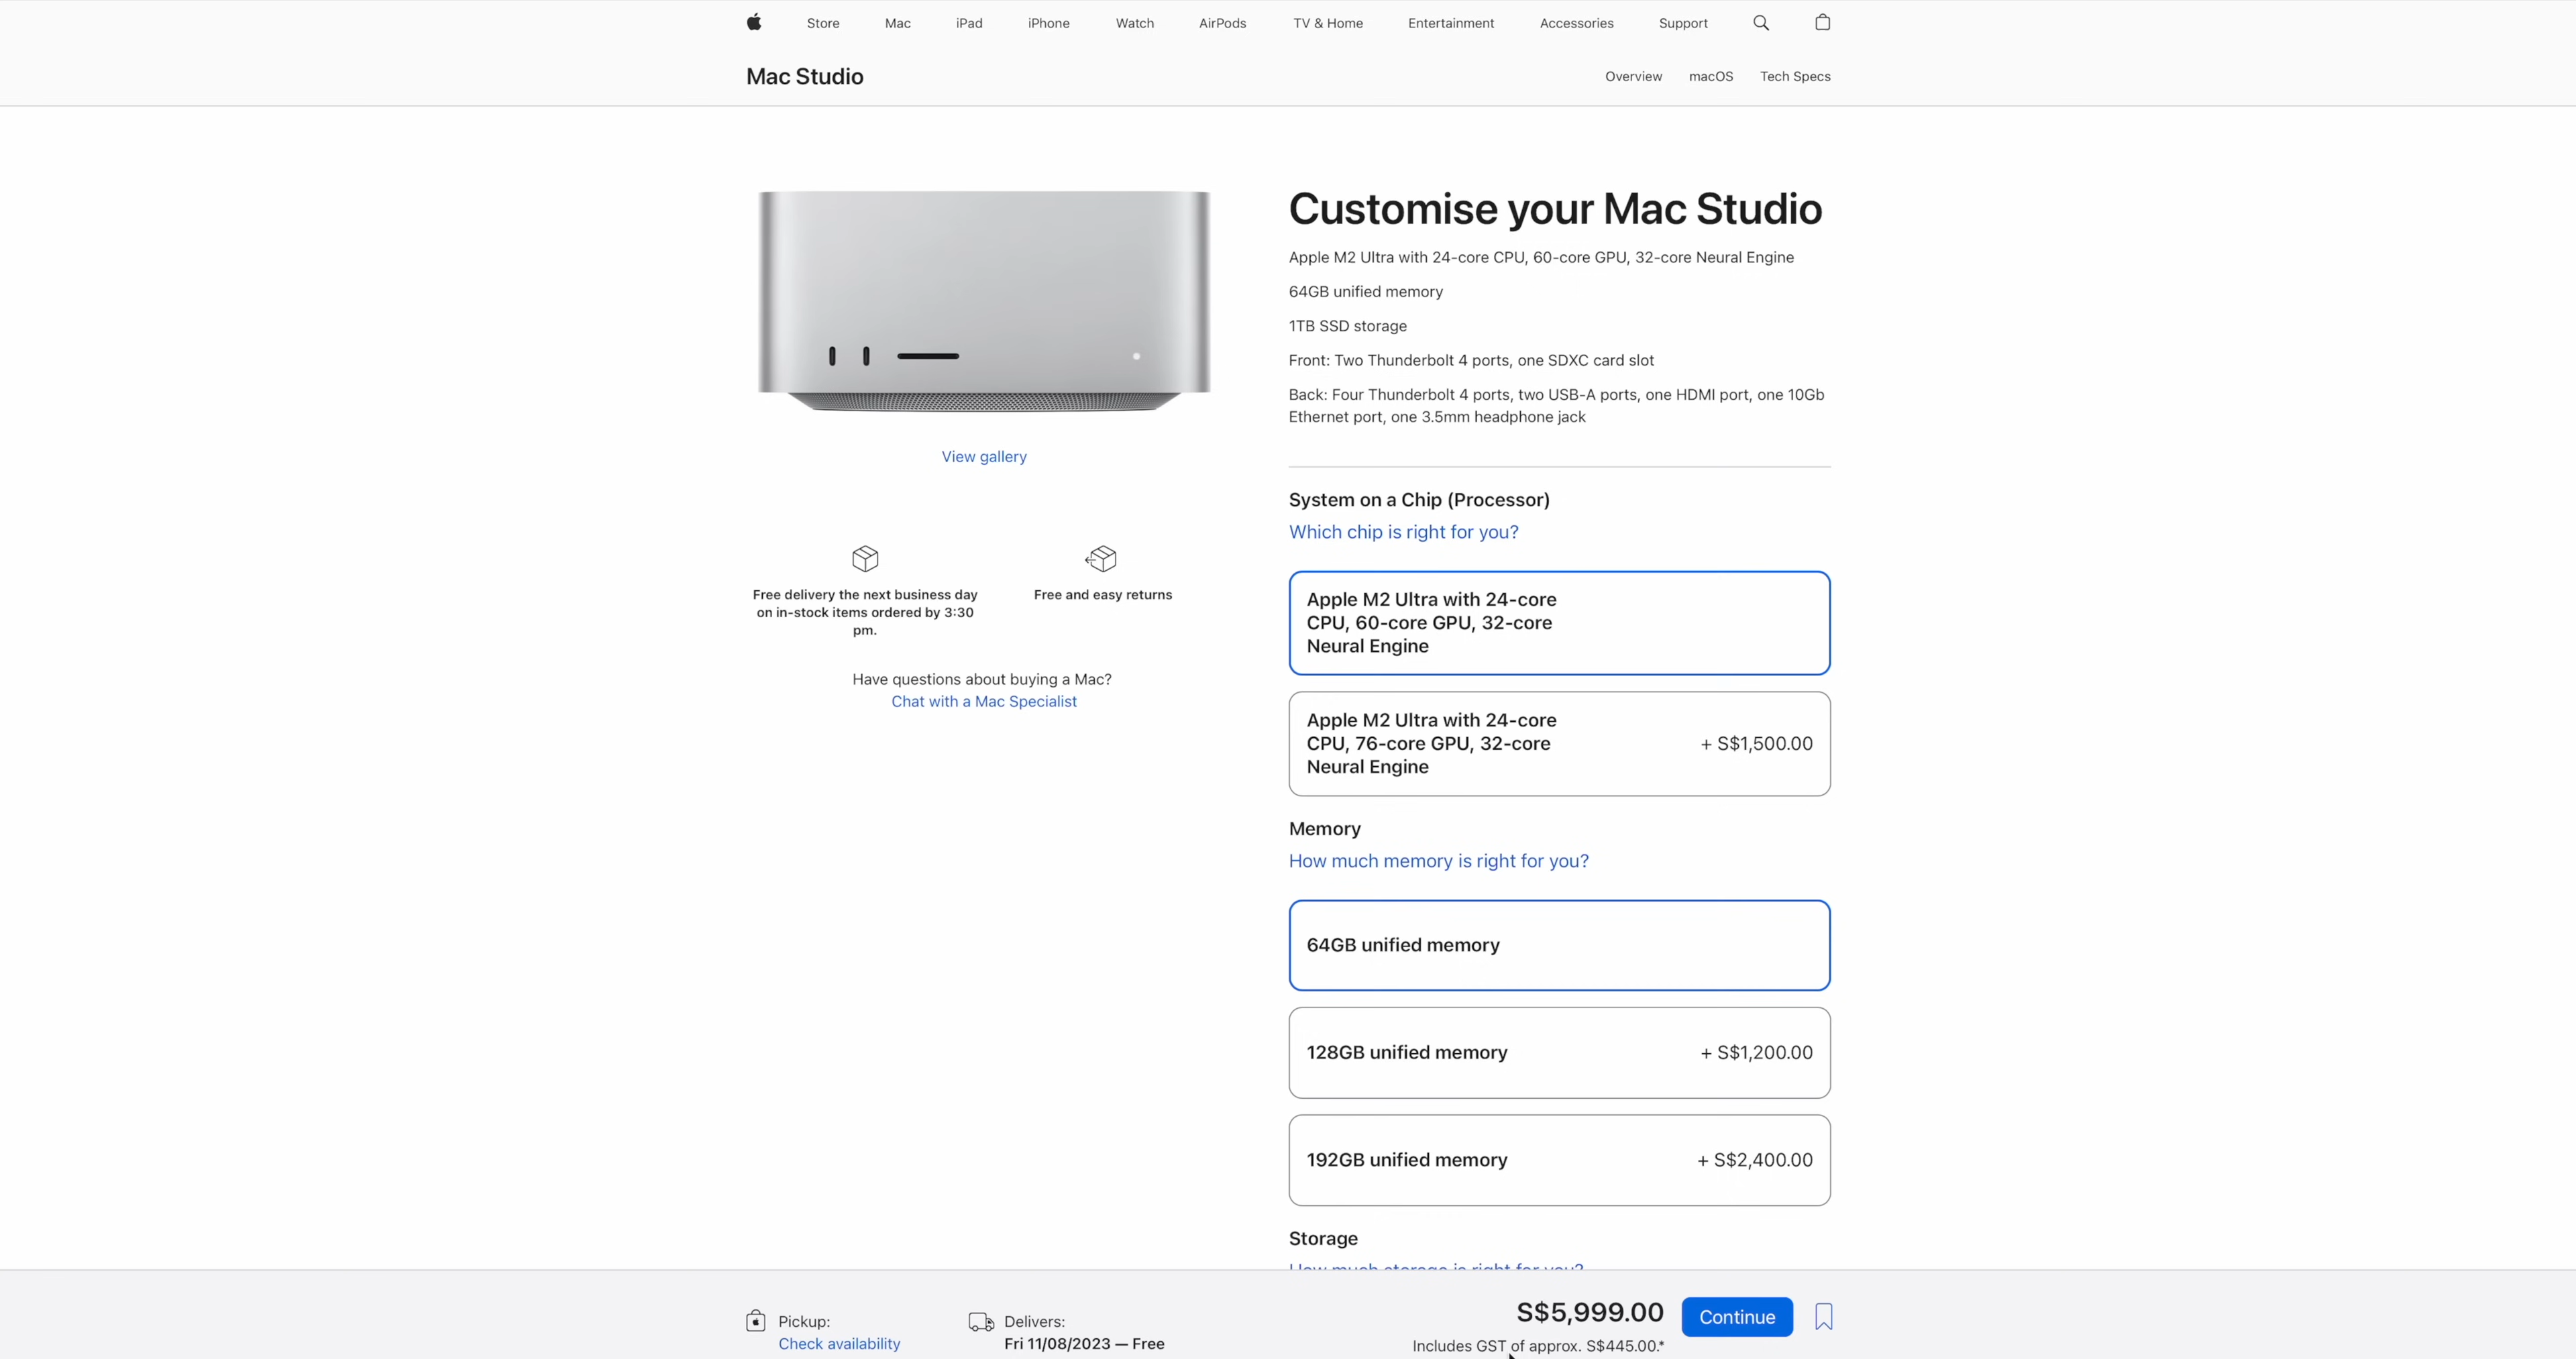 Store Mac iPad iPhone Watch AirPods TV & Home Entertainment Accessories Support
Mac Studio
Overview macOS Tech Specs
View gallery
Free delivery the next business day
on in-stock items ordered by 3:30
pm.
Free and easy returns
Have questions about buying a Mac?
Chat with a Mac Specialist
Customise your Mac Studio
Apple M2 Ultra with 24-core CPU, 60-core GPU, 32-core Neural Engine
64GB unified memory
1TB SSD storage
Front: Two Thunderbolt 4 ports, one SDXC card slot
Back: Four Thunderbolt 4 ports, two USB-A ports, one HDMI port, one 10Gb
Ethernet port, one 3.5mm headphone jack
System on a Chip (Processor)
Which chip is right for you?
Apple M2 Ultra with 24-core
CPU, 60-core GPU, 32-core
Neural Engine
Apple M2 Ultra with 24-core
CPU, 76-core GPU, 32-core
Neural Engine
+ S$1,500.00
Memory
How much memory is right for you?
64GB unified memory
128GB unified memory + S$1,200.00
192GB unified memory + S$2,400.00
Storage
How much storage is right for you?
Pickup:
Check availability
Delivers:
Fri 11/08/2023 — Free
S$5,999.00
Includes GST of approx. S$445.00.*
Continue